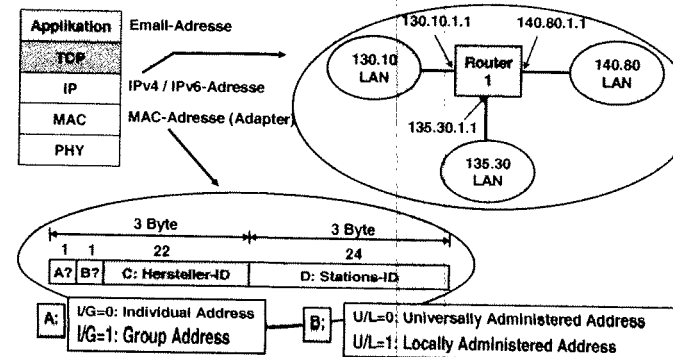 Applikation
Email-Adresse
TCP
IP
IPv4 / IPv6-Adresse
MAC
MAC-Adresse (Adapter)
PHY
130.10.1.1
140.80.1.1
130.10
LAN
Router
1
140.80
LAN
135.30.1.1
135.30
LAN
3 Byte
3 Byte
1
1
22
24
A?
B?
C: Hersteller-ID
D: Stations-ID
A:
I/G=0: Individual Address
I/G=1: Group Address
B:
U/L=0: Universally Administered Address
U/L=1: Locally Administered Address